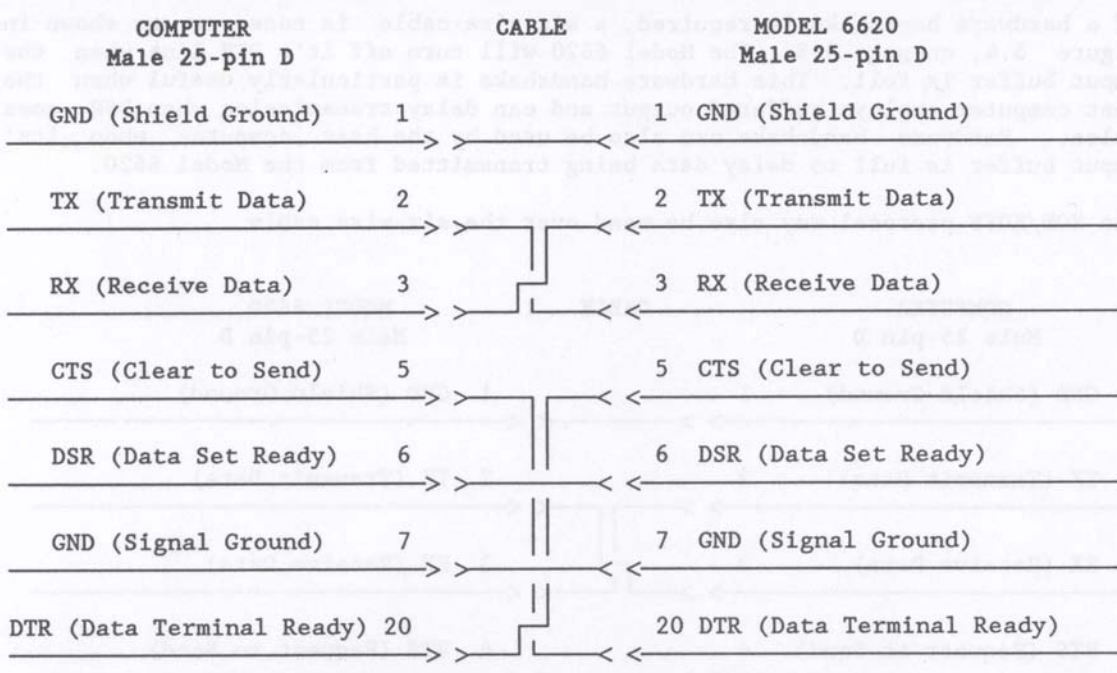 COMPUTER CABLE MODEL 6620
Male 25-pin D Male 25-pin D
GND (Shield Ground) 1 1 GND (Shield Ground)
TX (Transmit Data) 2 2 TX (Transmit Data)
RX (Receive Data) 3 3 RX (Receive Data)
CTS (Clear to Send) 5 5 CTS (Clear to Send)
DSR (Data Set Ready) 6 6 DSR (Data Set Ready)
GND (Signal Ground) 7 7 GND (Signal Ground)
DTR (Data Terminal Ready) 20 20 DTR (Data Terminal Ready)